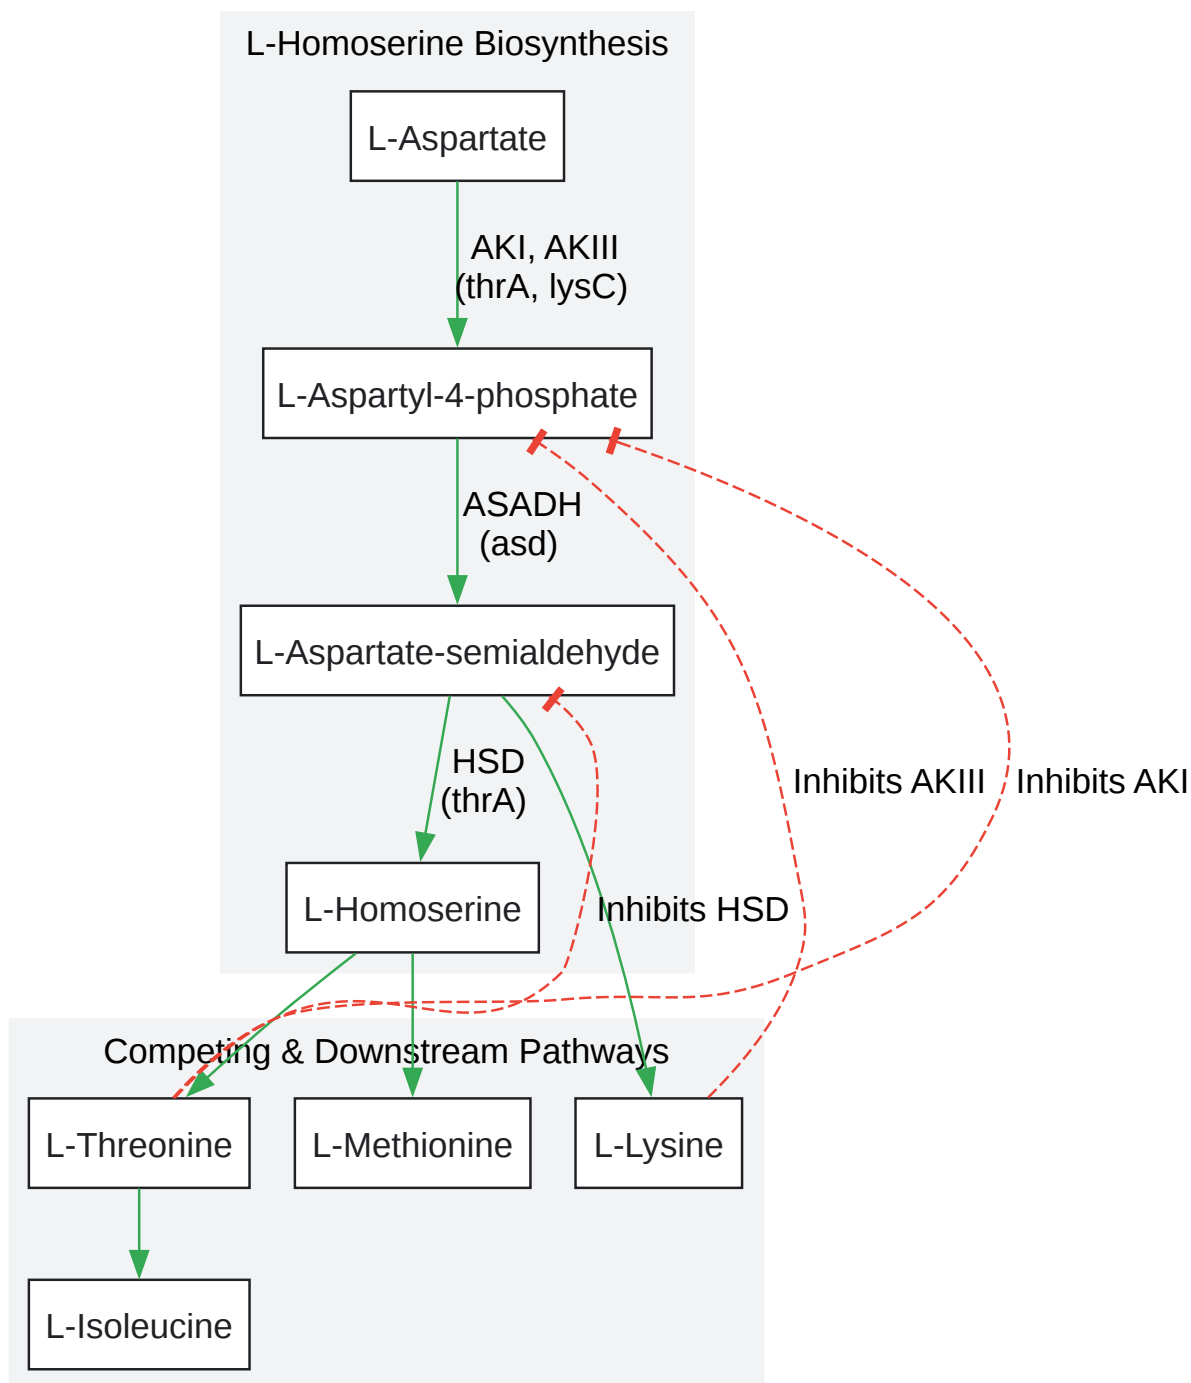 L-Homoserine Biosynthesis
L-Aspartate
AKI, AKIII
(thrA, lysC)
L-Aspartyl-4-phosphate
ASADH
(asd)
L-Aspartate-semialdehyde
HSD
(thrA)
Inhibits AKIII
Inhibits AKI
L-Homoserine
Inhibits HSD
Competing & Downstream Pathways
L-Threonine
L-Methionine
L-Lysine
L-Isoleucine